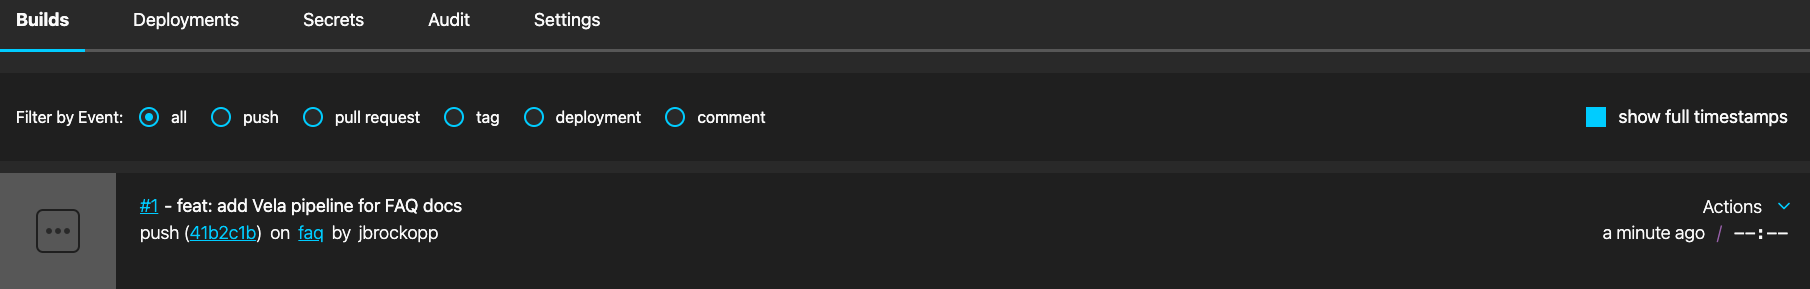 Builds Deployments Secrets Audit Settings
Filter by Event: all push pull request tag deployment comment show full timestamps
#1 - feat: add Vela pipeline for FAQ docs Actions
push (41b2c1b) on faq by jbrockopp a minute ago / --:--